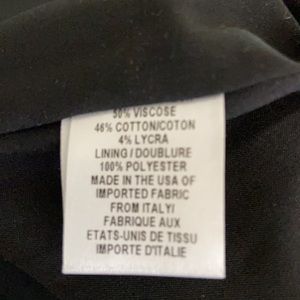 50% VISCOSE
46% COTTON/COTON
4% LYCRA
LINING / DOUBLURE
100% POLYESTER
MADE IN THE USA OF
IMPORTED FABRIC
FROM ITALY/
FABRIQUE AUX
ETATS-UNIS DE TISSU
IMPORTE D'ITALIE